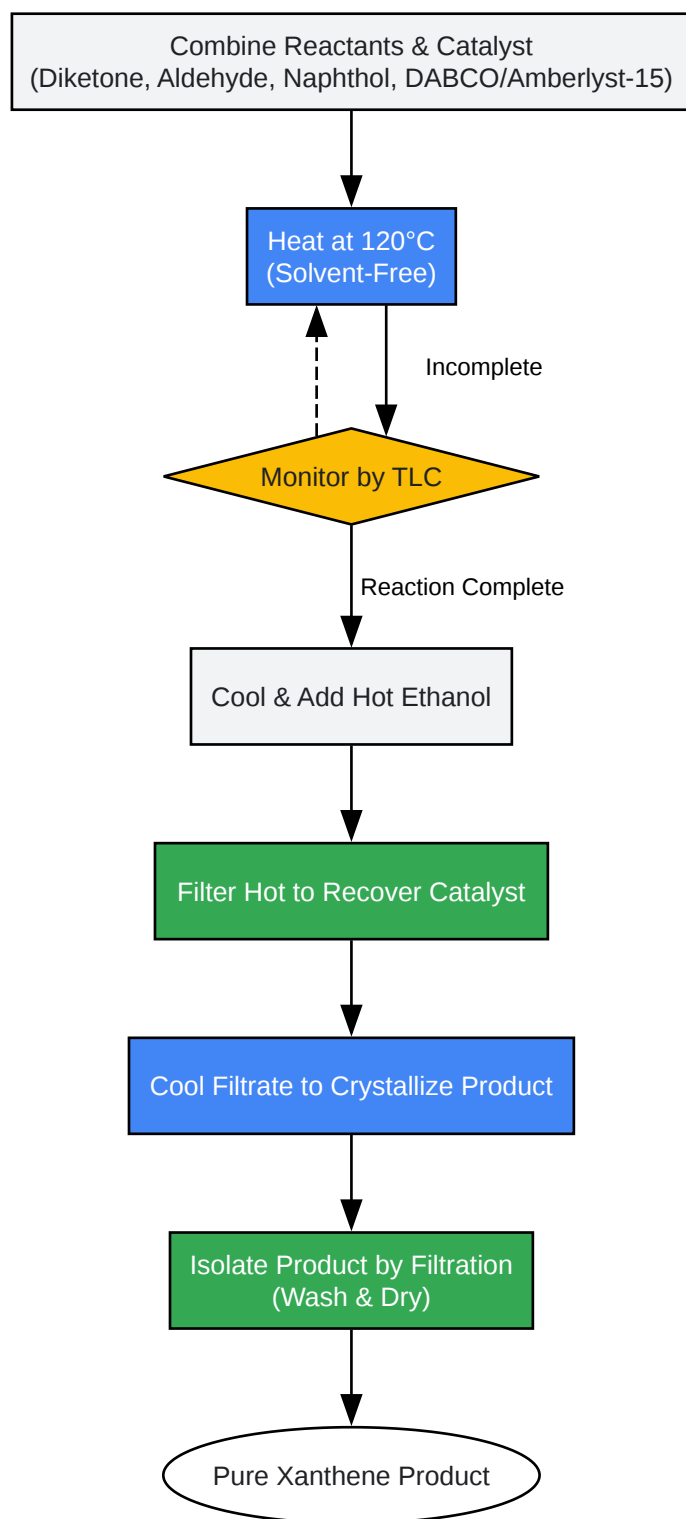 Combine Reactants & Catalyst
(Diketone, Aldehyde, Naphthol, DABCO/Amberlyst-15)
Heat at 120°C
(Solvent-Free)
Incomplete
Monitor by TLC
Reaction Complete
Cool & Add Hot Ethanol
Filter Hot to Recover Catalyst
Cool Filtrate to Crystallize Product
Isolate Product by Filtration
(Wash & Dry)
Pure Xanthene Product